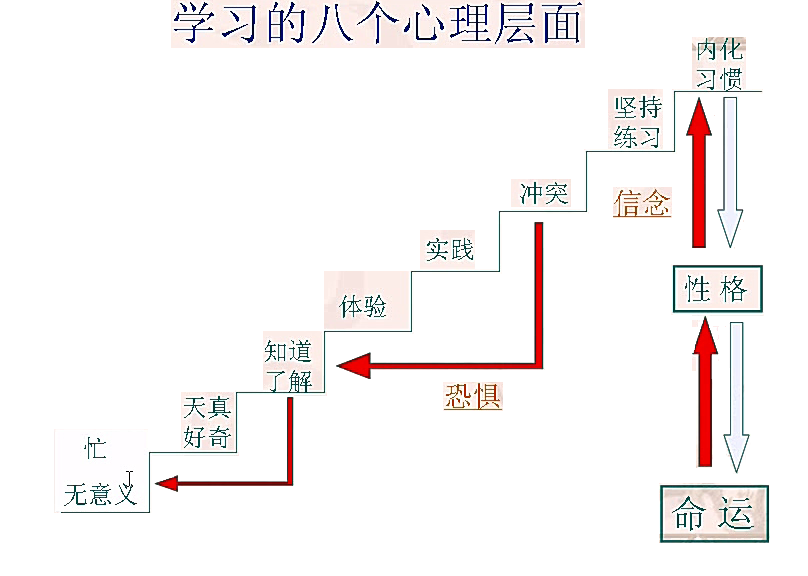 学习的八个心理层面
内化
习惯
坚持
练习
冲突
信念
实践
体验
性格
知道
了解
恐惧
天真
好奇
忙
无意义
命运